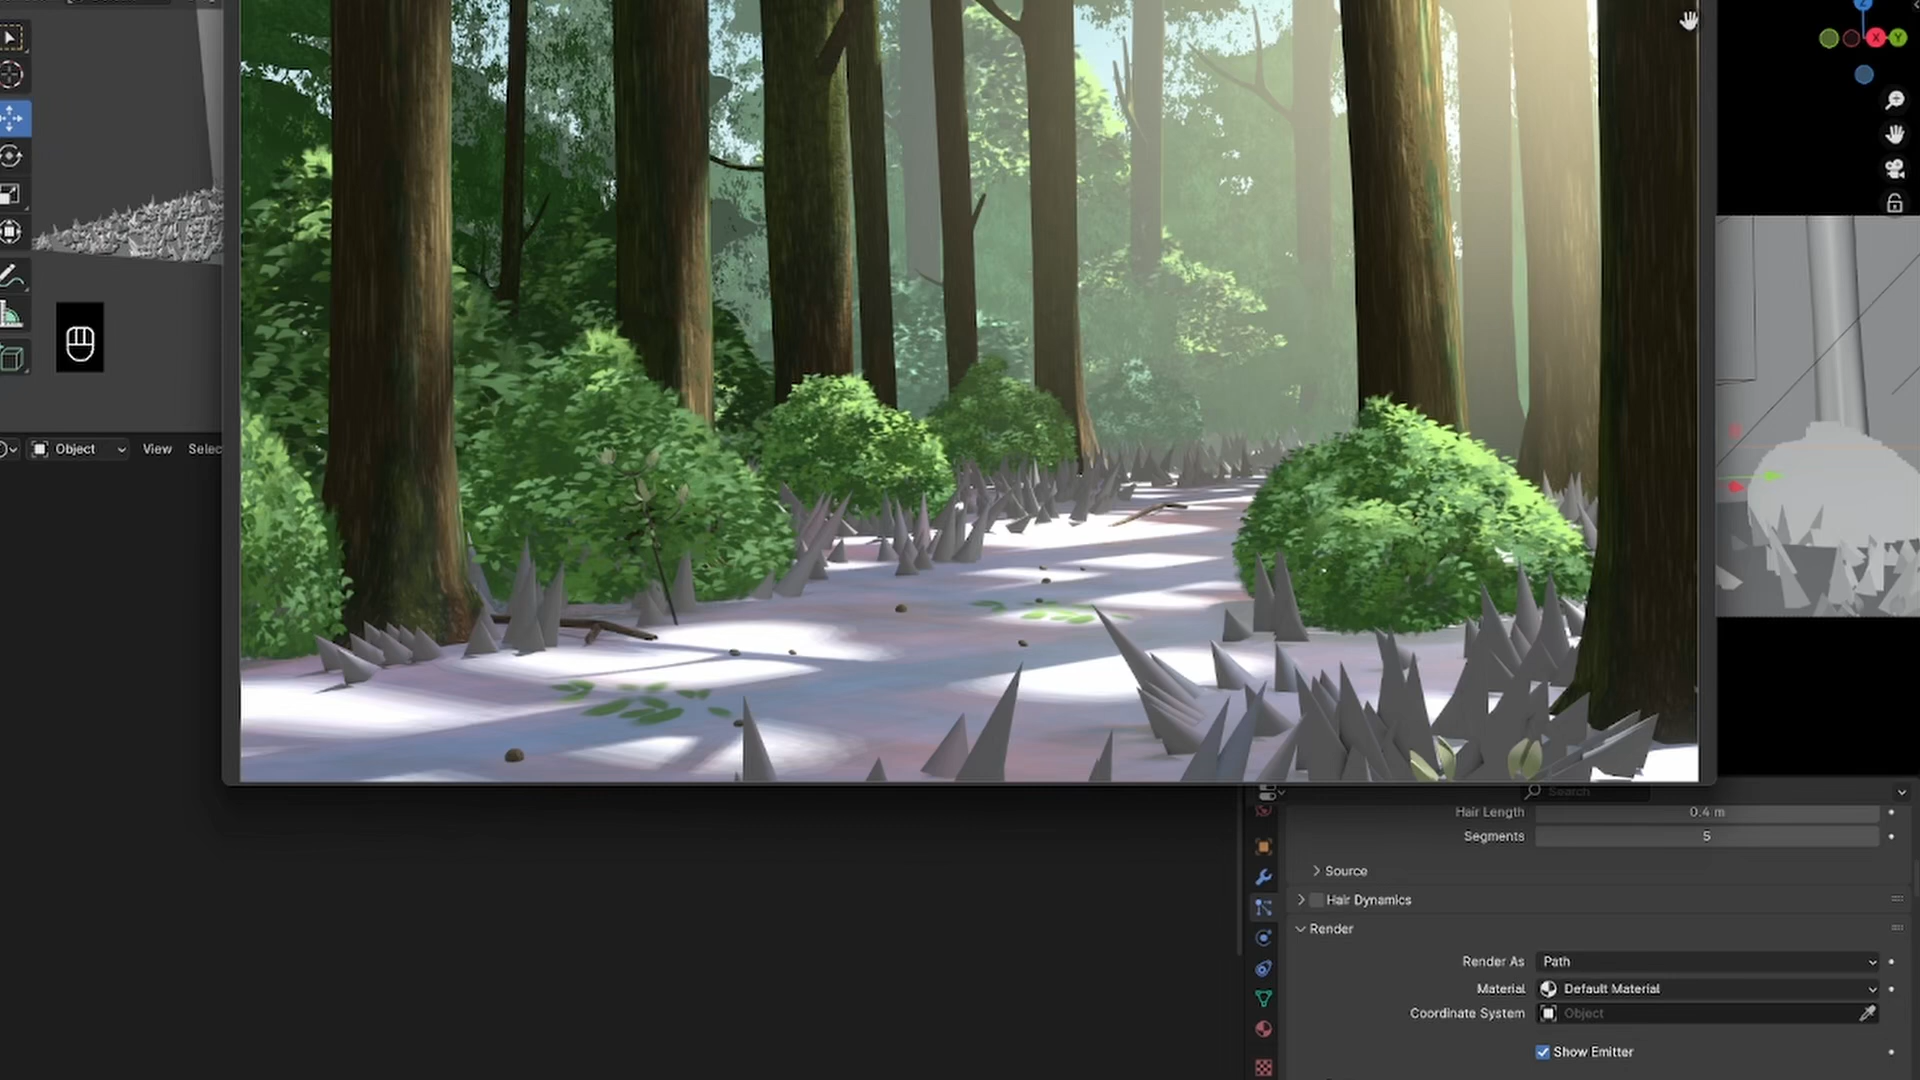 Object
View
Selec
Z
X
Y
Search
Hair Length 0.4 m
Segments 5
Source
Hair Dynamics
Render
Render As Path
Material Default Material
Coordinate System Object
Show Emitter